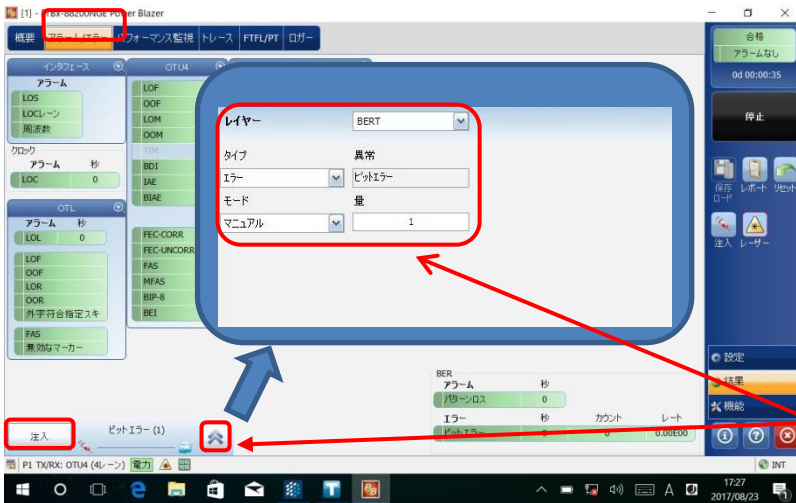 [1] - FTBX-88200NGE Power Blazer
概要 アラーム/エラー パフォーマンス監視 トレース FTFL/PT ロガー
インタフェース
アラーム
LOS
LOCレーン
周波数
クロック
アラーム 秒
LOC 0
OTL
アラーム 秒
LOL 0
LOF
OOF
LOR
OOR
外字符合指定スキ
FAS
無効なマーカー
OTU4
LOF
OOF
LOM
OOM
TIM
BDI
IAE
BIAE
FEC-CORR
FEC-UNCORR
FAS
MFAS
BIP-8
BEI
レイヤー BERT
タイプ 異常
エラー ビットエラー
モード 量
マニュアル 1
BER
アラーム 秒
パターンロス 0
エラー 秒 カウント レート
ビットエラー 0 0 0.00E00
注入 ビットエラー (1)
合格
アラームなし
0d 00:00:35
停止
保存 レポート リセット
ロード
注入 レーザー
設定
結果
機能
P1 TX/RX: OTU4 (4レーン) 電力 INT
A
17:27
2017/08/23